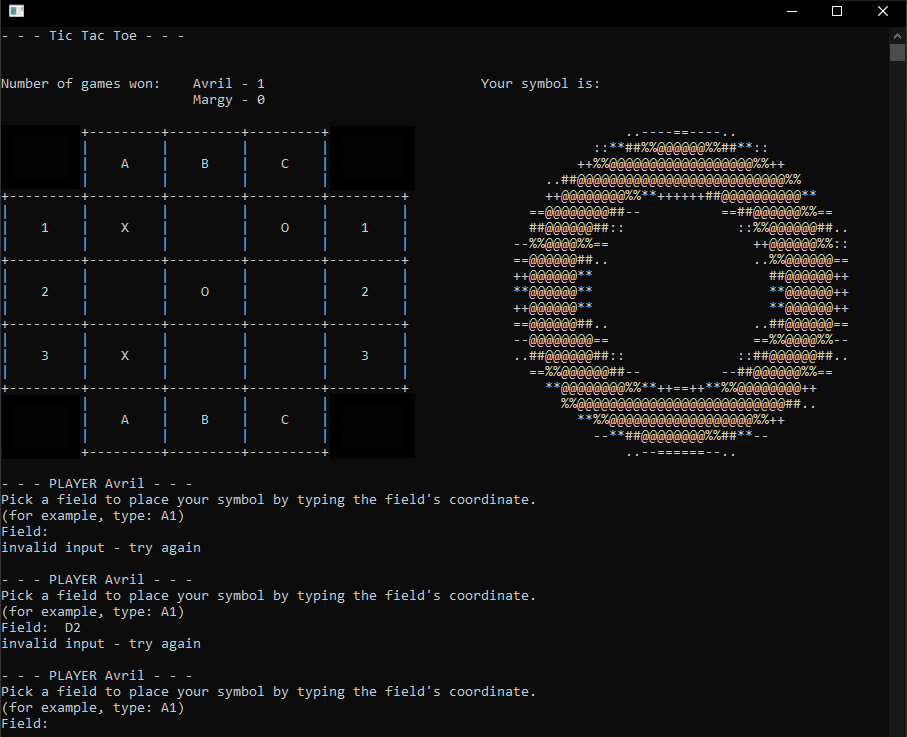 - - - Tic Tac Toe - - -
Number of games won:    Avril - 1                           Your symbol is:
                        Margy - 0
A B C
1 X O 1
2 O 2
3 X 3
A B C
- - - PLAYER Avril - - -
Pick a field to place your symbol by typing the field's coordinate.
(for example, type: A1)
Field:
invalid input - try again
- - - PLAYER Avril - - -
Pick a field to place your symbol by typing the field's coordinate.
(for example, type: A1)
Field:  D2
invalid input - try again
- - - PLAYER Avril - - -
Pick a field to place your symbol by typing the field's coordinate.
(for example, type: A1)
Field: